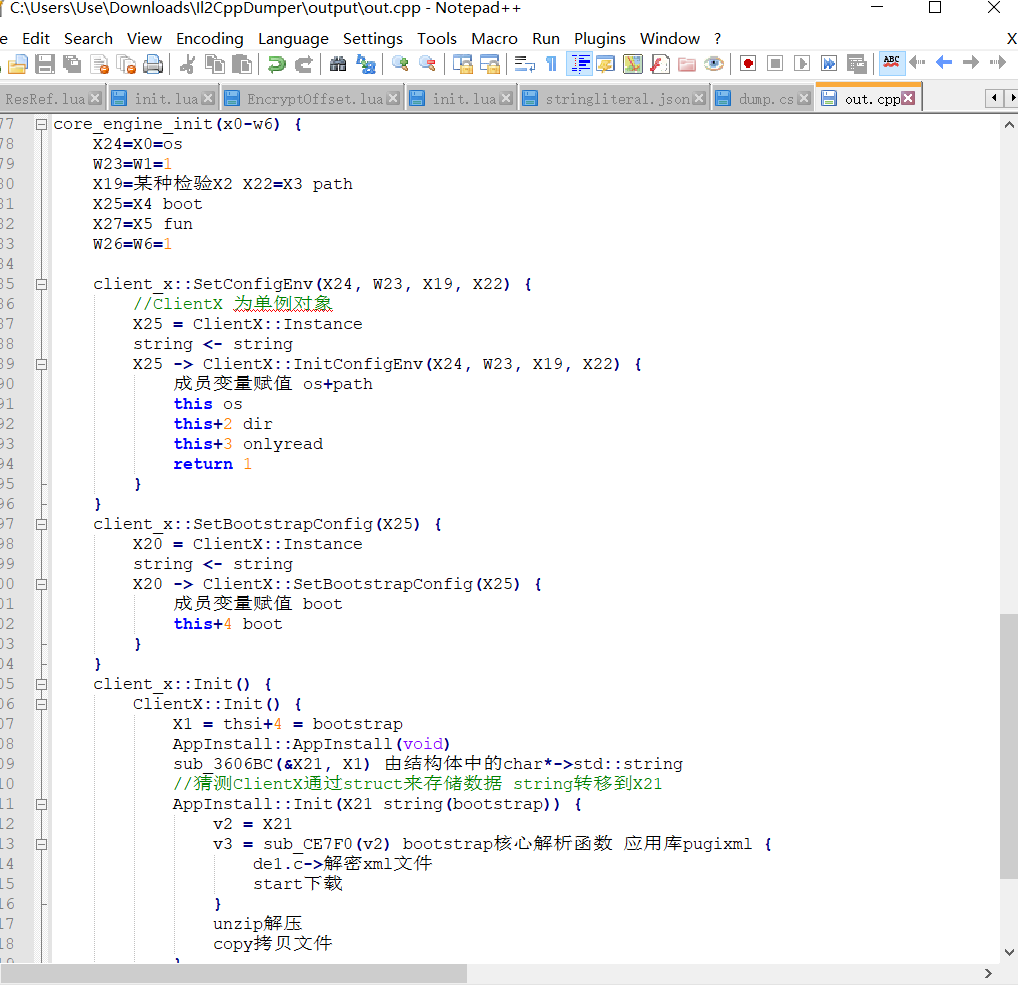 C:\Users\Use\Downloads\Il2CppDumper\output\out.cpp - Notepad++
e Edit Search View Encoding Language Settings Tools Macro Run Plugins Window ? X
ABC
ResRef.lua init.lua EncryptOffset.lua init.lua stringliteral.json dump.cs out.cpp
77 core_engine_init(x0-w6) {
78 X24=X0=os
79 W23=W1=1
80 X19=某种检验X2 X22=X3 path
81 X25=X4 boot
82 X27=X5 fun
83 W26=W6=1
84
85 client_x::SetConfigEnv(X24, W23, X19, X22) {
86 //ClientX 为单例对象
87 X25 = ClientX::Instance
88 string <- string
89 X25 -> ClientX::InitConfigEnv(X24, W23, X19, X22) {
90 成员变量赋值 os+path
91 this os
92 this+2 dir
93 this+3 onlyread
94 return 1
95 }
96 }
97 client_x::SetBootstrapConfig(X25) {
98 X20 = ClientX::Instance
99 string <- string
00 X20 -> ClientX::SetBootstrapConfig(X25) {
01 成员变量赋值 boot
02 this+4 boot
03 }
04 }
05 client_x::Init() {
06 ClientX::Init() {
07 X1 = thsi+4 = bootstrap
08 AppInstall::AppInstall(void)
09 sub_3606BC(&X21, X1) 由结构体中的char*->std::string
10 //猜测ClientX通过struct来存储数据 string转移到X21
11 AppInstall::Init(X21 string(bootstrap)) {
12 v2 = X21
13 v3 = sub_CE7F0(v2) bootstrap核心解析函数 应用库pugixml {
14 de1.c->解密xml文件
15 start下载
16 }
17 unzip解压
18 copy拷贝文件